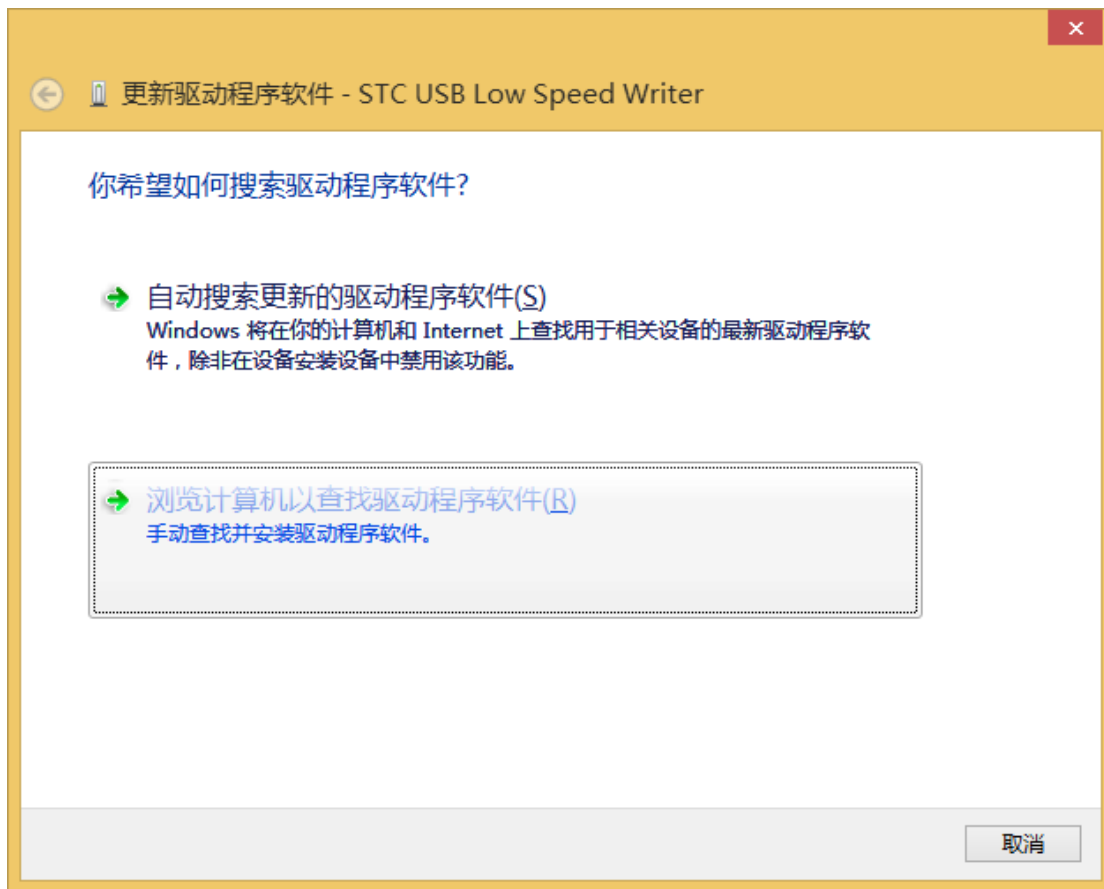 更新驱动程序软件 - STC USB Low Speed Writer
你希望如何搜索驱动程序软件?
自动搜索更新的驱动程序软件(S)
Windows 将在你的计算机和 Internet 上查找用于相关设备的最新驱动程序软
件，除非在设备安装设备中禁用该功能。
浏览计算机以查找驱动程序软件(R)
手动查找并安装驱动程序软件。
取消